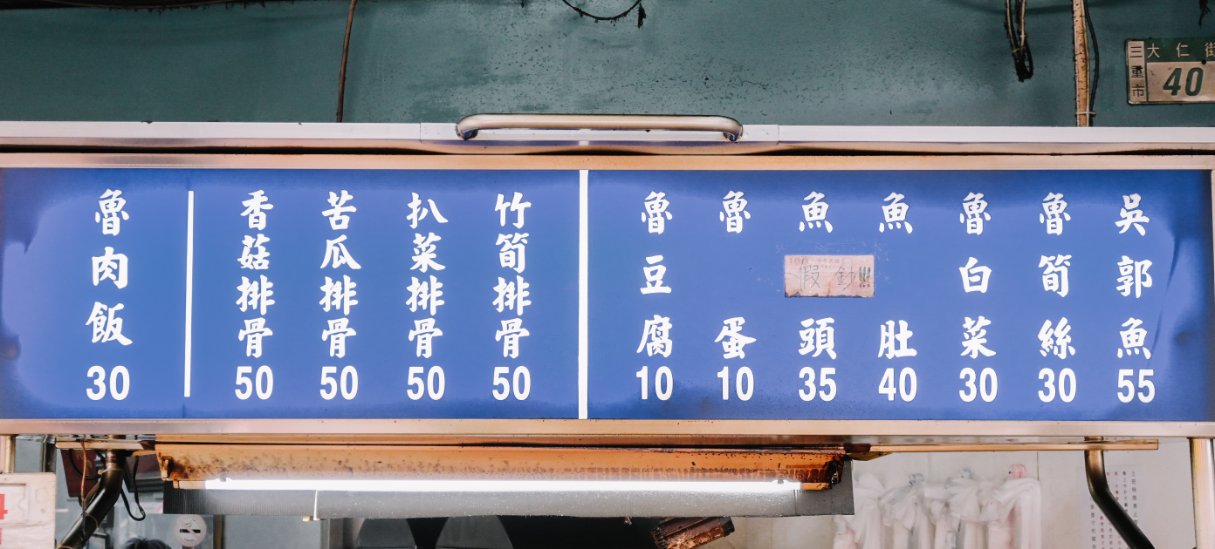 三重市
大仁街
40
魯肉飯 30
香菇排骨 50
苦瓜排骨 50
扒菜排骨 50
竹筍排骨 50
魯豆腐 10
魯蛋 10
魚頭 35
魚肚 40
魯白菜 30
魯筍絲 30
吳郭魚 55
假鈔